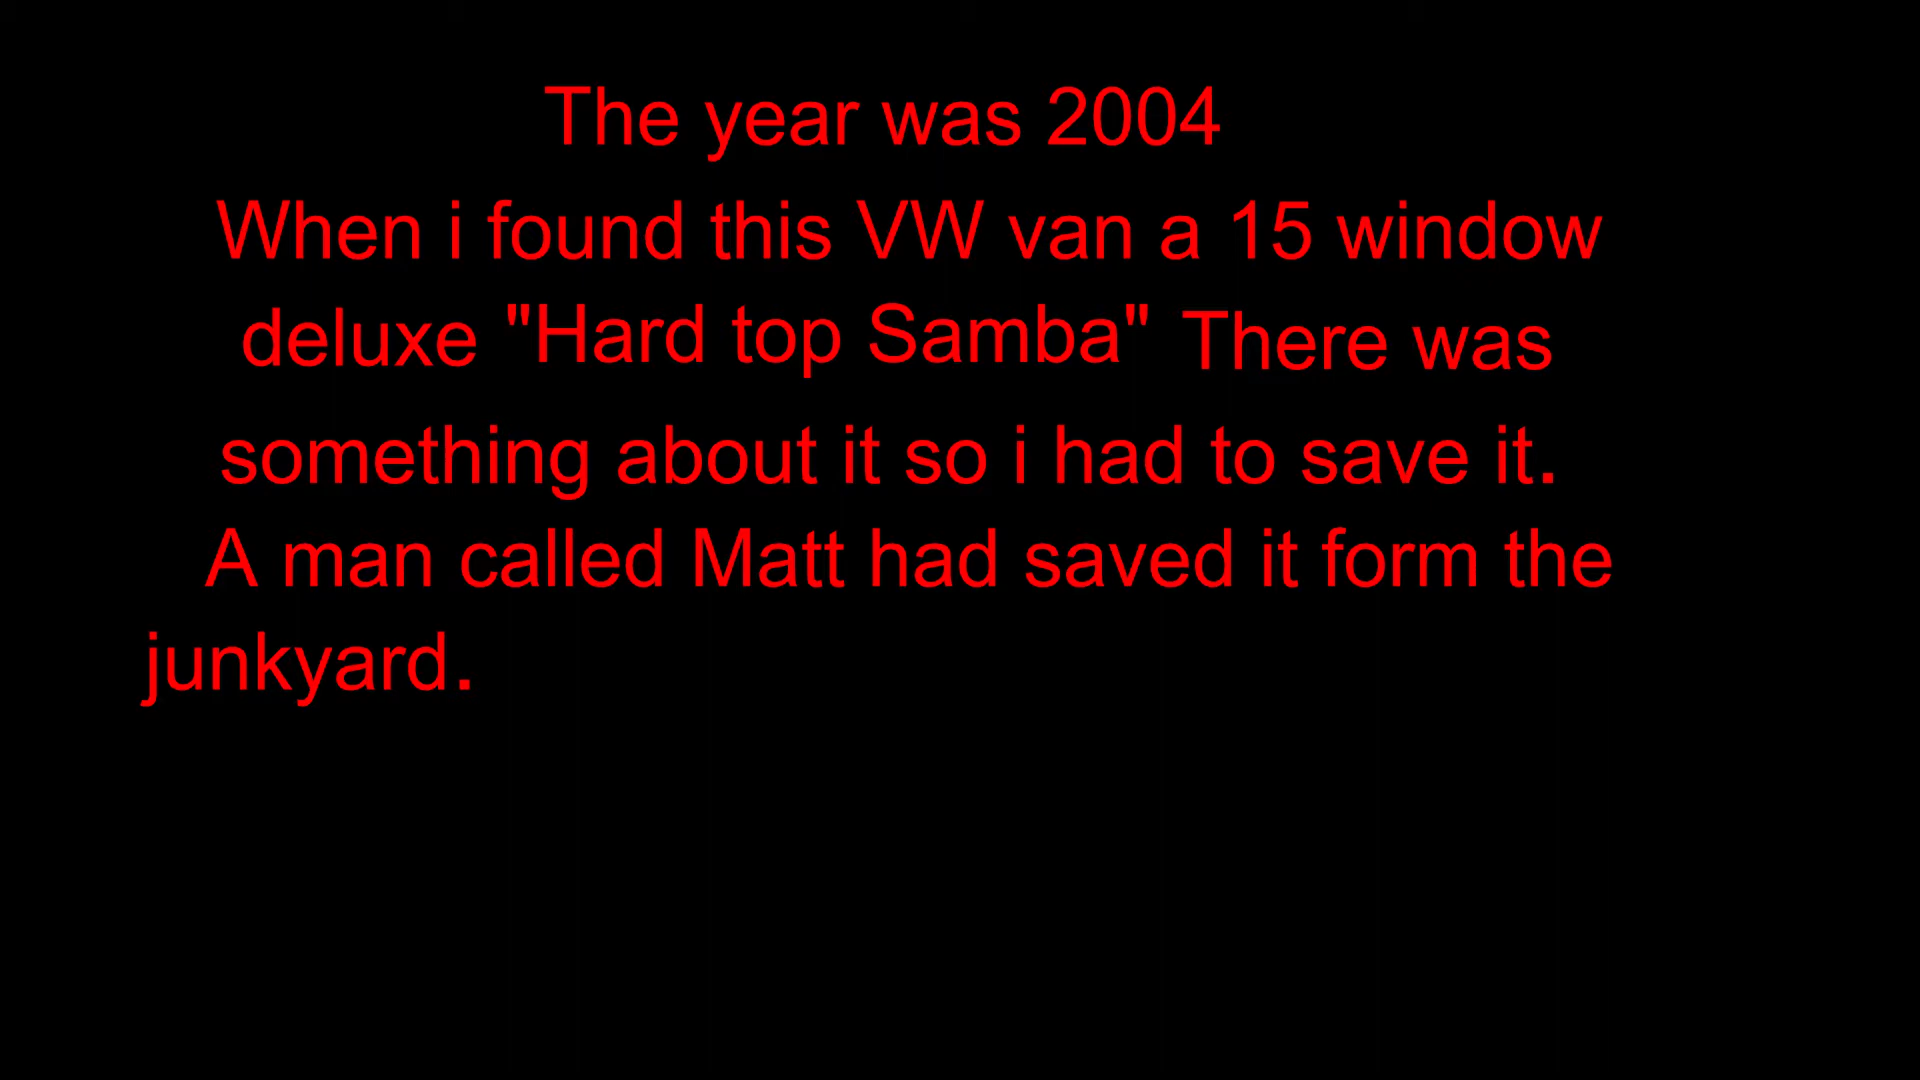 The year was 2004
When i found this VW van a 15 window
deluxe "Hard top Samba" There was
something about it so i had to save it.
A man called Matt had saved it form the
junkyard.